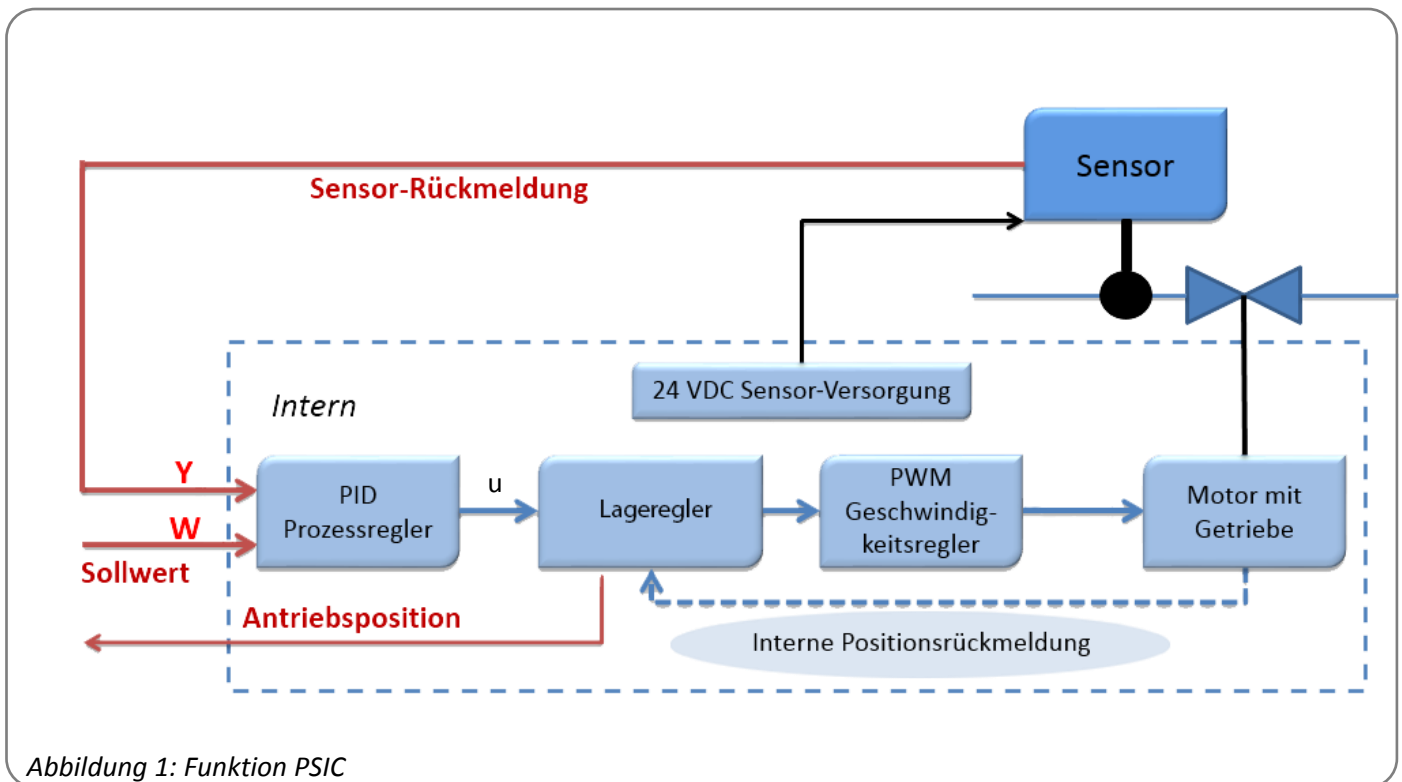 Sensor
Sensor-Rückmeldung
24 VDC Sensor-Versorgung
Intern
Y
PID
Prozessregler
u
Lageregler
PWM
Geschwindig-
keitsregler
Motor mit
Getriebe
W
Sollwert
Antriebsposition
Interne Positionsrückmeldung
Abbildung 1: Funktion PSIC